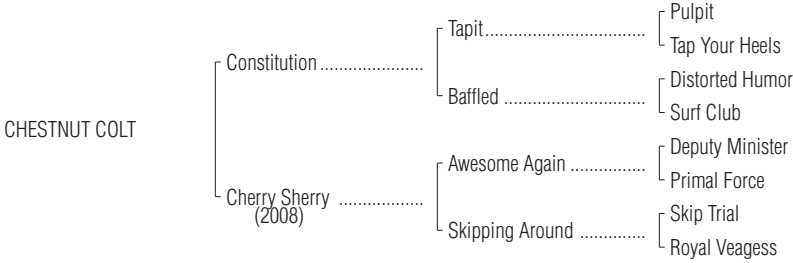 Pulpit
Tapit
Tap Your Heels
Constitution
Distorted Humor
Baffled
Surf Club
CHESTNUT COLT
Deputy Minister
Awesome Again
Primal Force
Cherry Sherry
(2008)
Skip Trial
Skipping Around
Royal Veagess